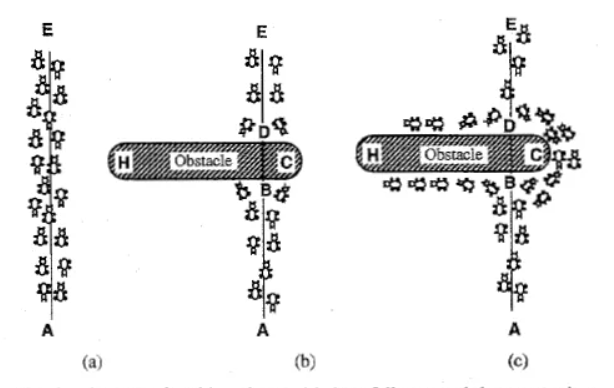 E E E
D D
H Obstacle C H Obstacle C
B B
A A A
(a) (b) (c)